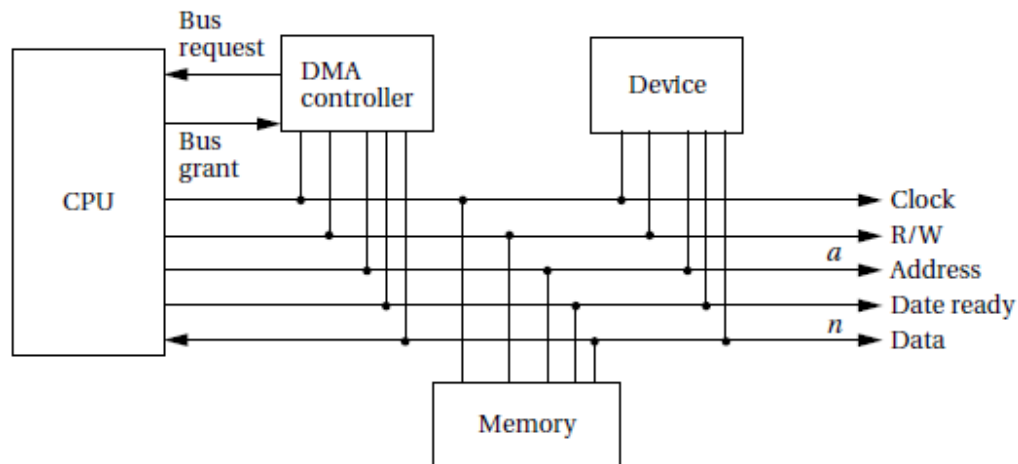 Bus
request
DMA
controller
Device
Bus
grant
CPU
Clock
R/W
a
Address
Date ready
n
Data
Memory